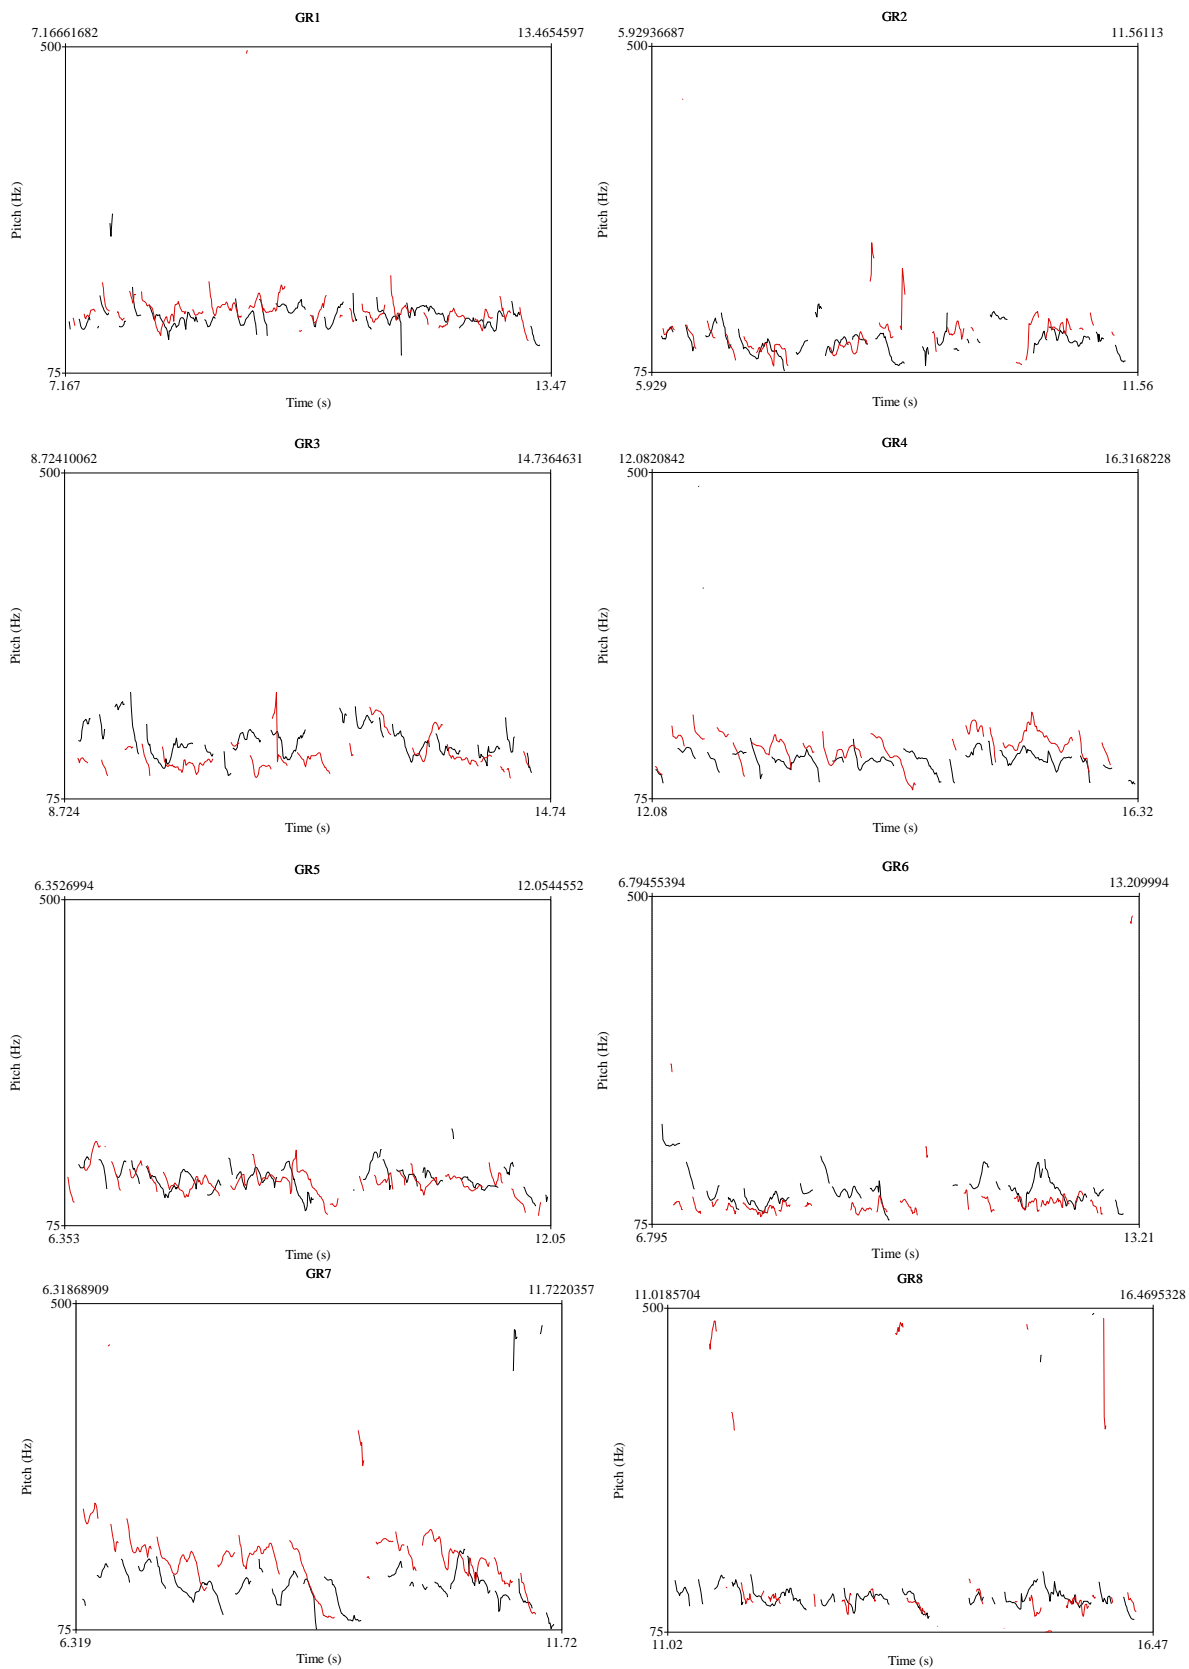 GR1
7.16661682 13.4654597
500
Pitch (Hz)
75
7.167 13.47
Time (s)
GR2
5.92936687 11.56113
500
Pitch (Hz)
75
5.929 11.56
Time (s)
GR3
8.72410062 14.7364631
500
Pitch (Hz)
75
8.724 14.74
Time (s)
GR4
12.0820842 16.3168228
500
Pitch (Hz)
75
12.08 16.32
Time (s)
GR5
6.3526994 12.0544552
500
Pitch (Hz)
75
6.353 12.05
Time (s)
GR6
6.79455394 13.209994
500
Pitch (Hz)
75
6.795 13.21
Time (s)
GR7
6.31868909 11.7220357
500
Pitch (Hz)
75
6.319 11.72
Time (s)
GR8
11.0185704 16.4695328
500
Pitch (Hz)
75
11.02 16.47
Time (s)